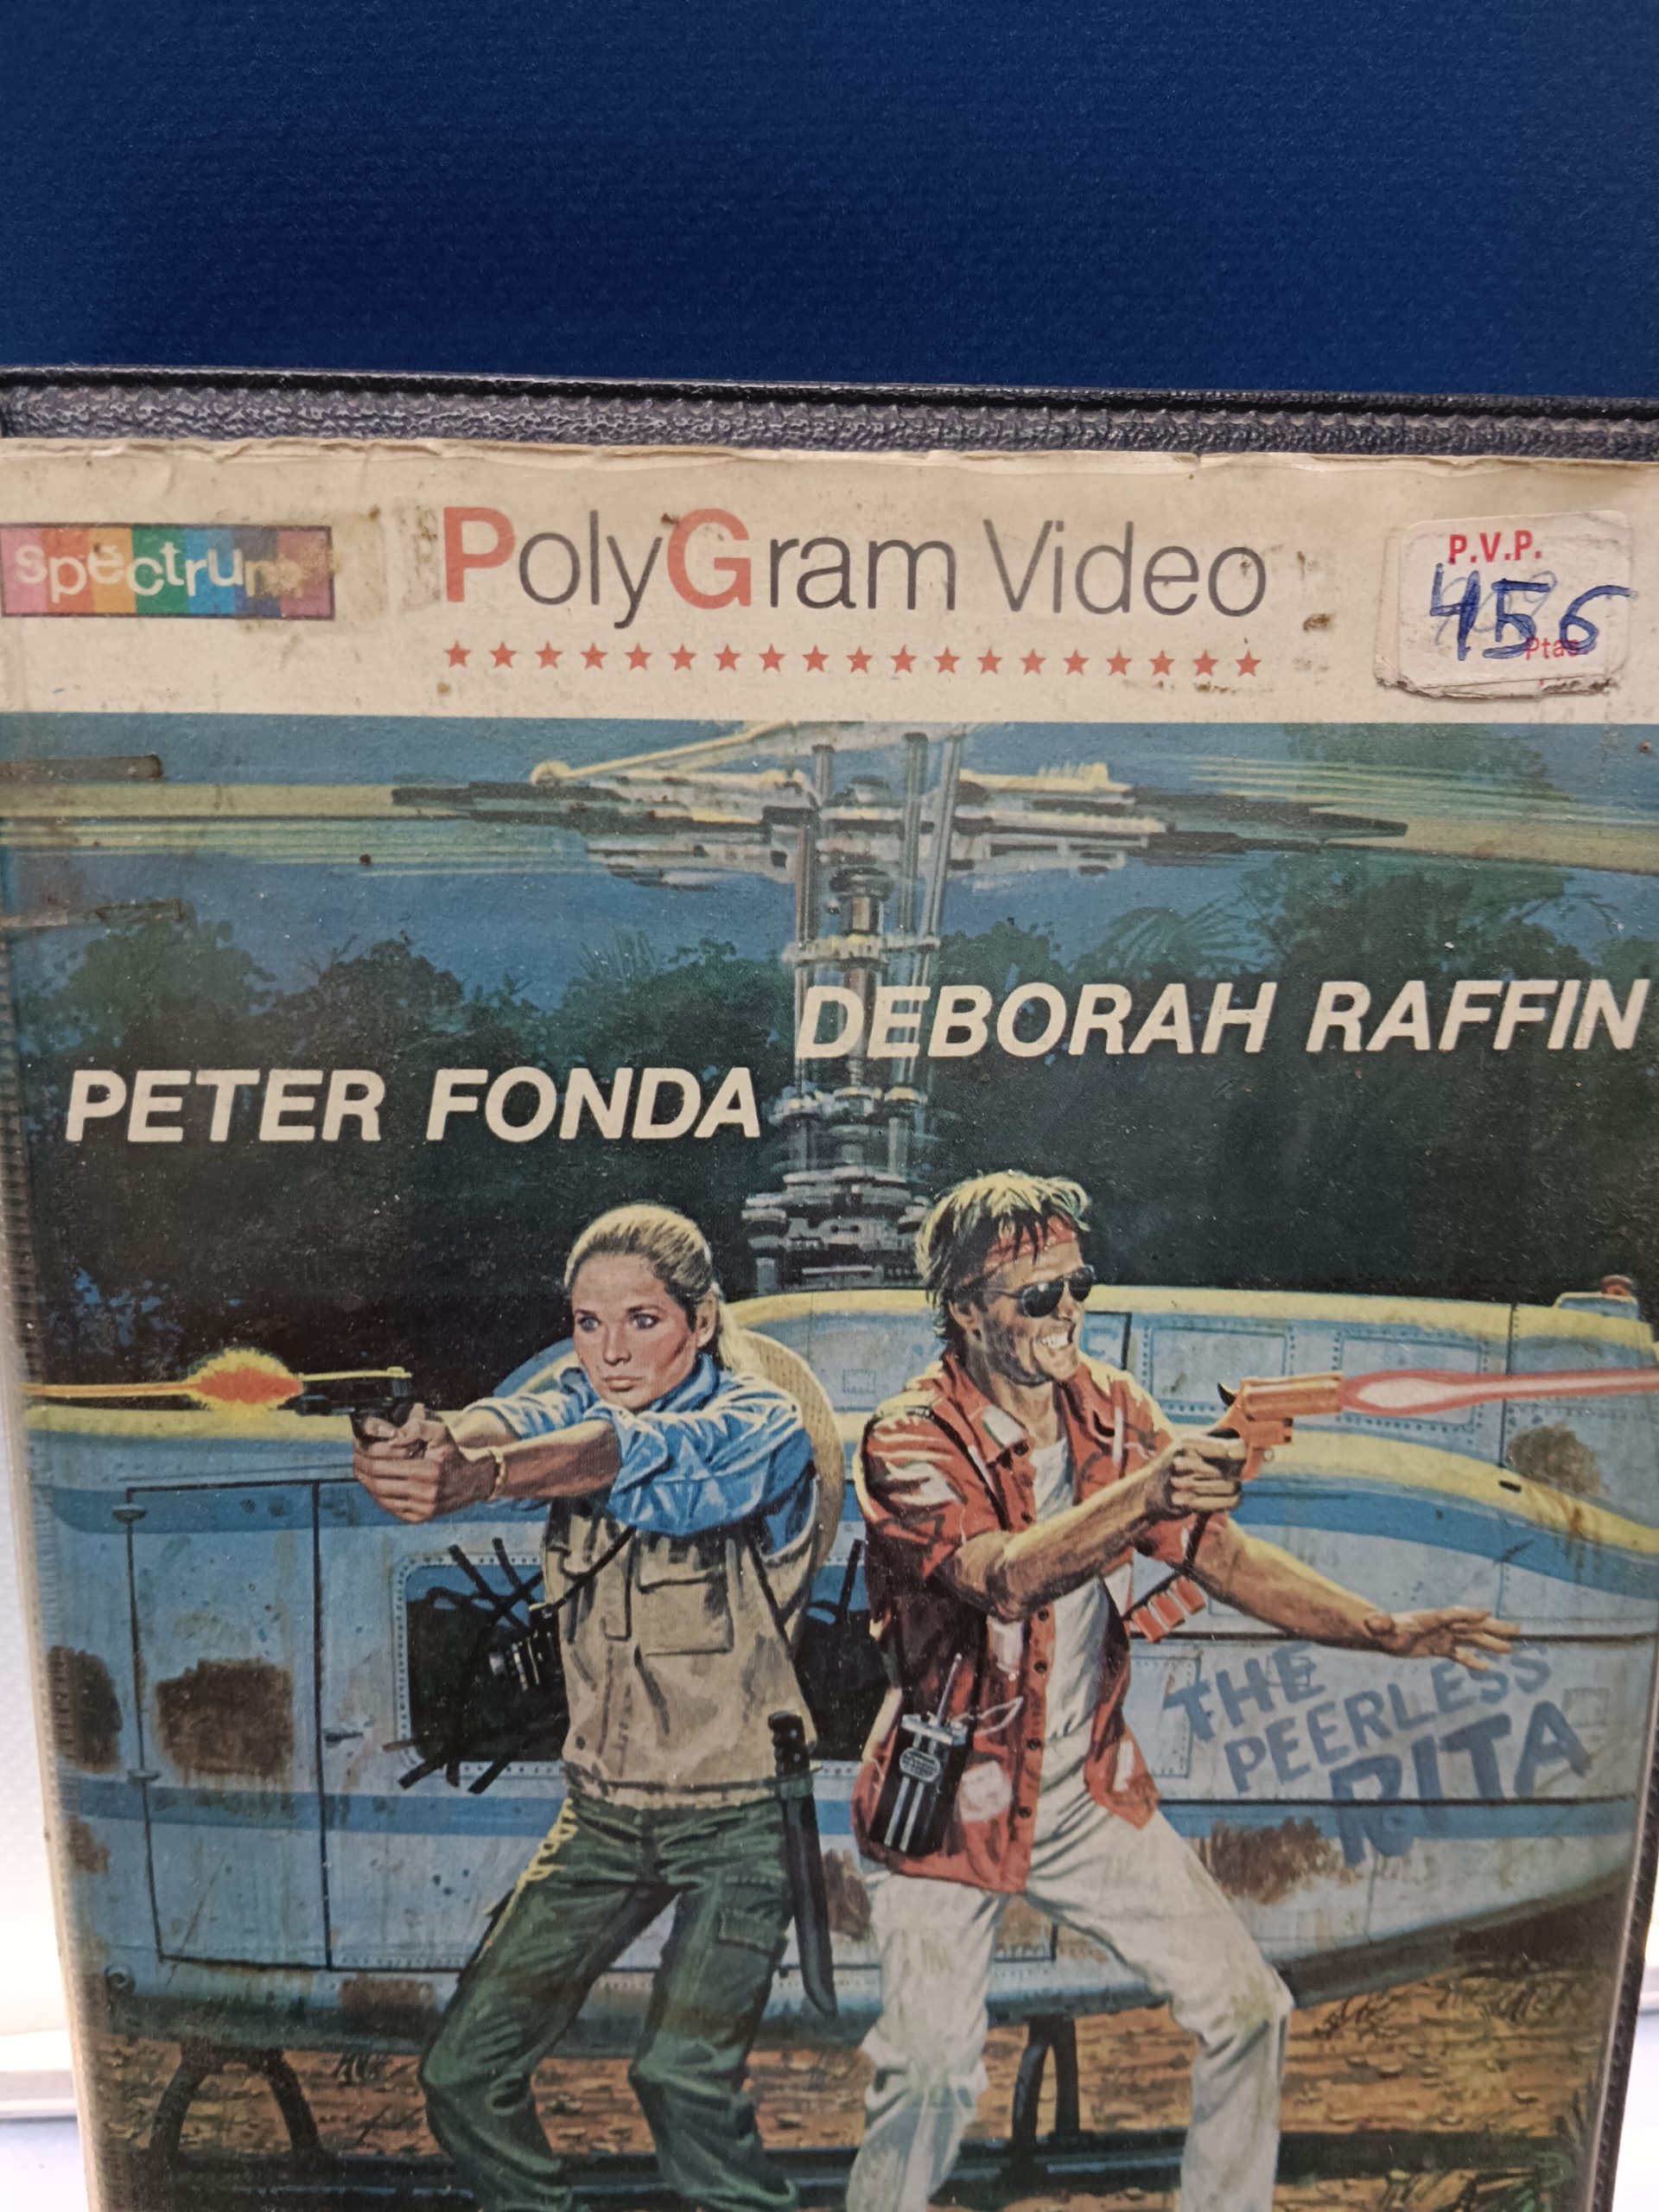 spectrum
PolyGram Video
P.V.P.
456
Ptas.
DEBORAH RAFFIN
PETER FONDA
THE
PEERLESS
RITA